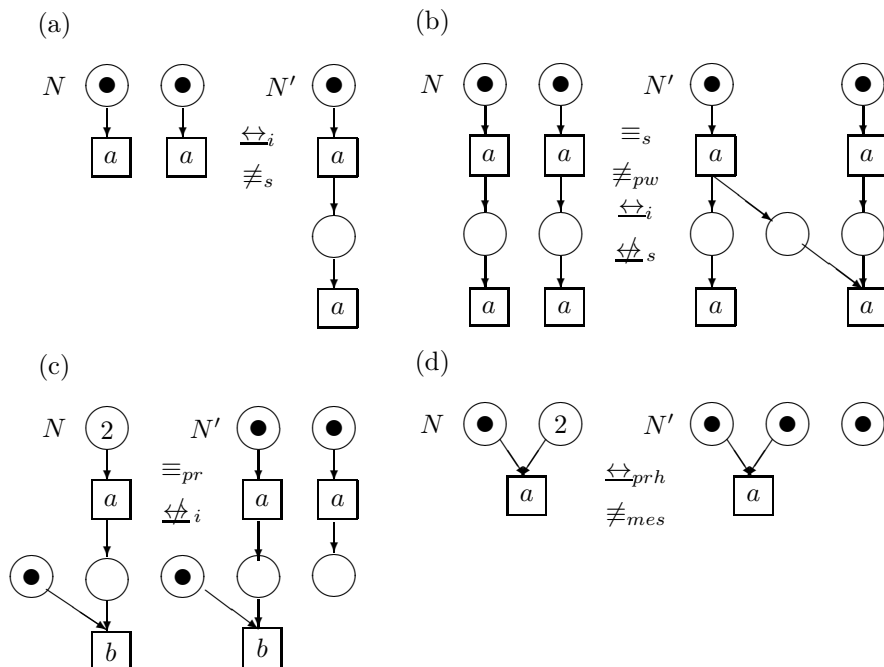 (a)
N N′
a a ↔_i a
≢_s
a
(b)
N N′
a a ≡_s a a
≢_pw
↔_i
↮_s
a a a a
(c)
N 2 N′
≡_pr
a ↮_i a a
b b
(d)
N 2 N′
↔_prh
a a
≢_mes